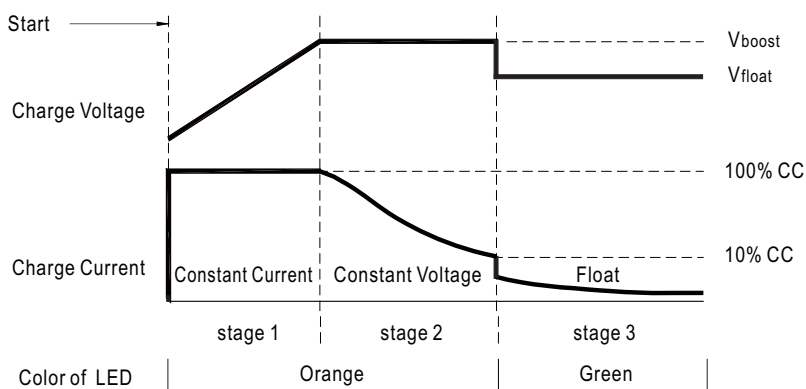 Start
Vboost
Vfloat
Charge Voltage
100% CC
10% CC
Charge Current
Constant Current
Constant Voltage
Float
stage 1
stage 2
stage 3
Color of LED
Orange
Green